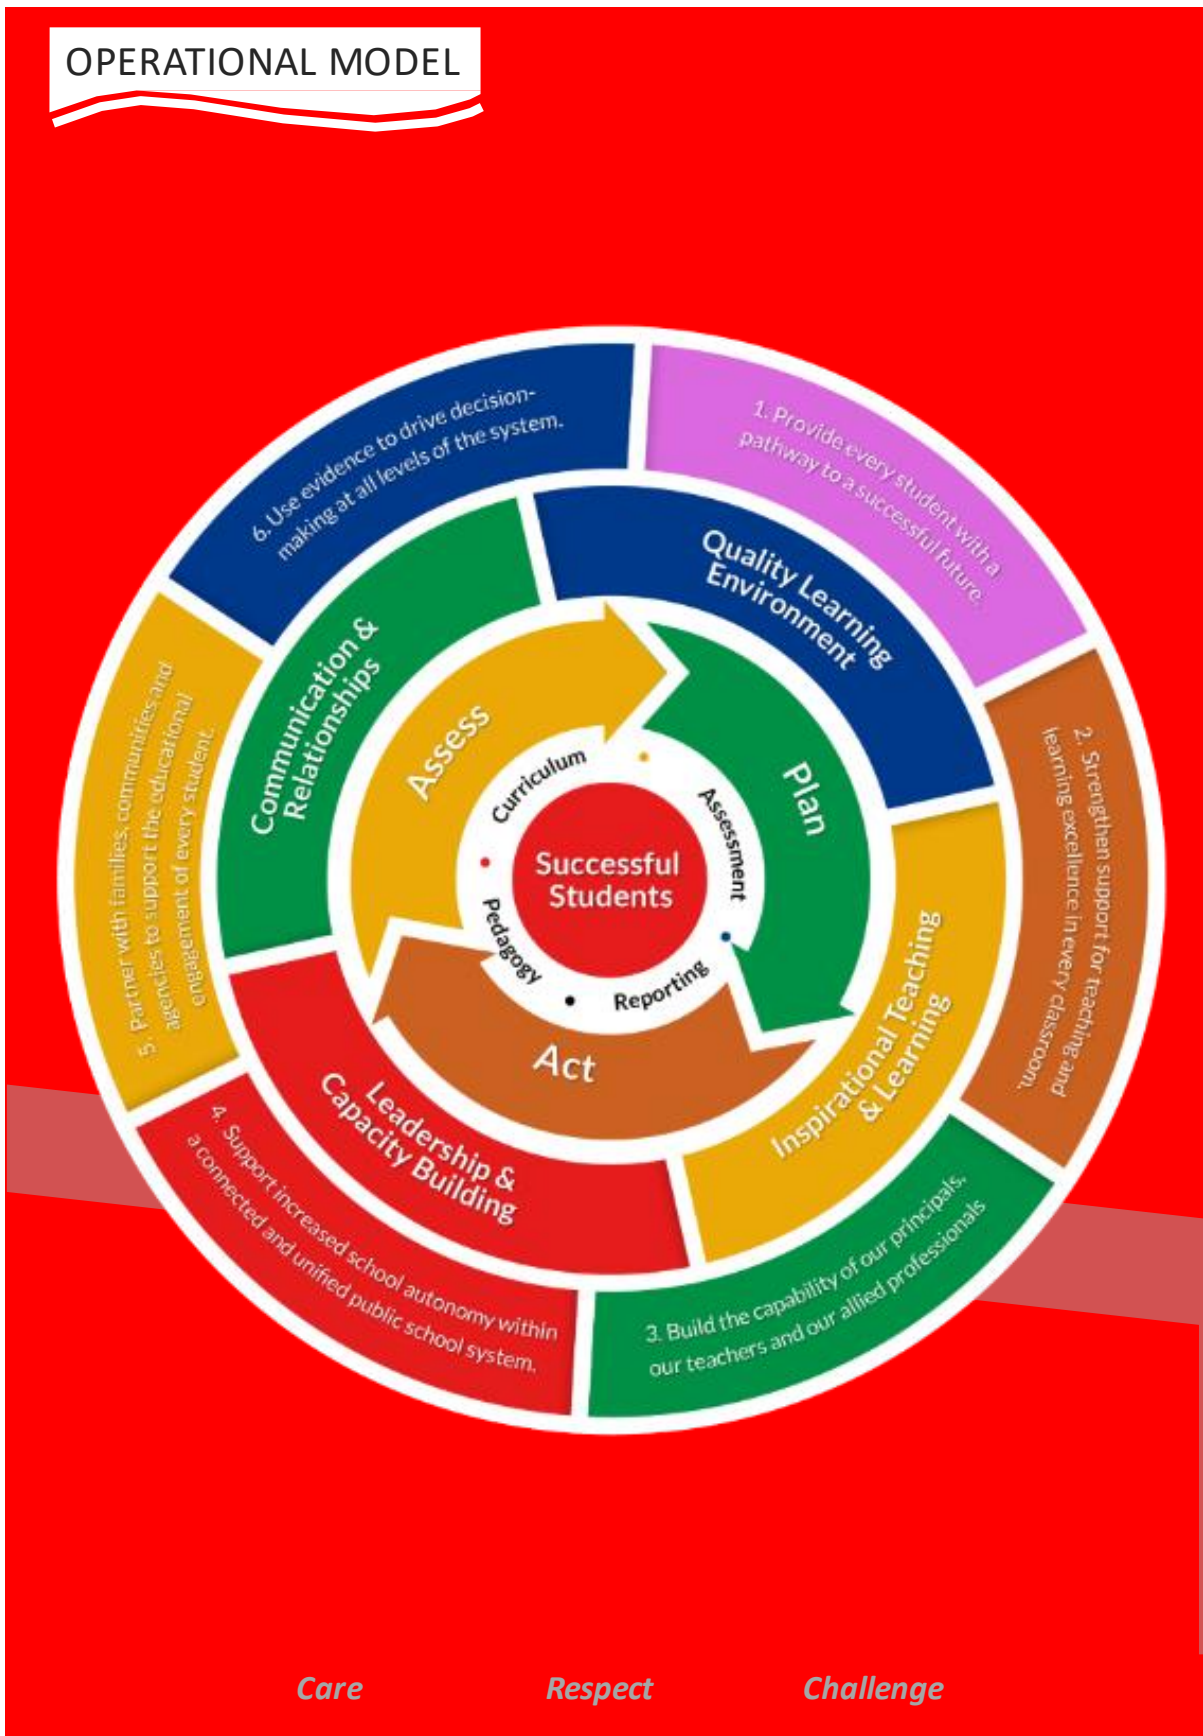 OPERATIONAL MODEL
1. Provide every student with a
pathway to a successful future.
2. Strengthen support for teaching and
learning excellence in every classroom.
3. Build the capability of our principals,
our teachers and our allied professionals
4. Support increased school autonomy within
a connected and unified public school system.
5. Partner with families, communities and
agencies to support the educational
engagement of every student.
6. Use evidence to drive decision-
making at all levels of the system.
Quality Learning
Environment
Inspirational Teaching
& Learning
Leadership &
Capacity Building
Communication &
Relationships
Assess
Plan
Act
Curriculum
Assessment
Reporting
Pedagogy
Successful
Students
Care Respect Challenge